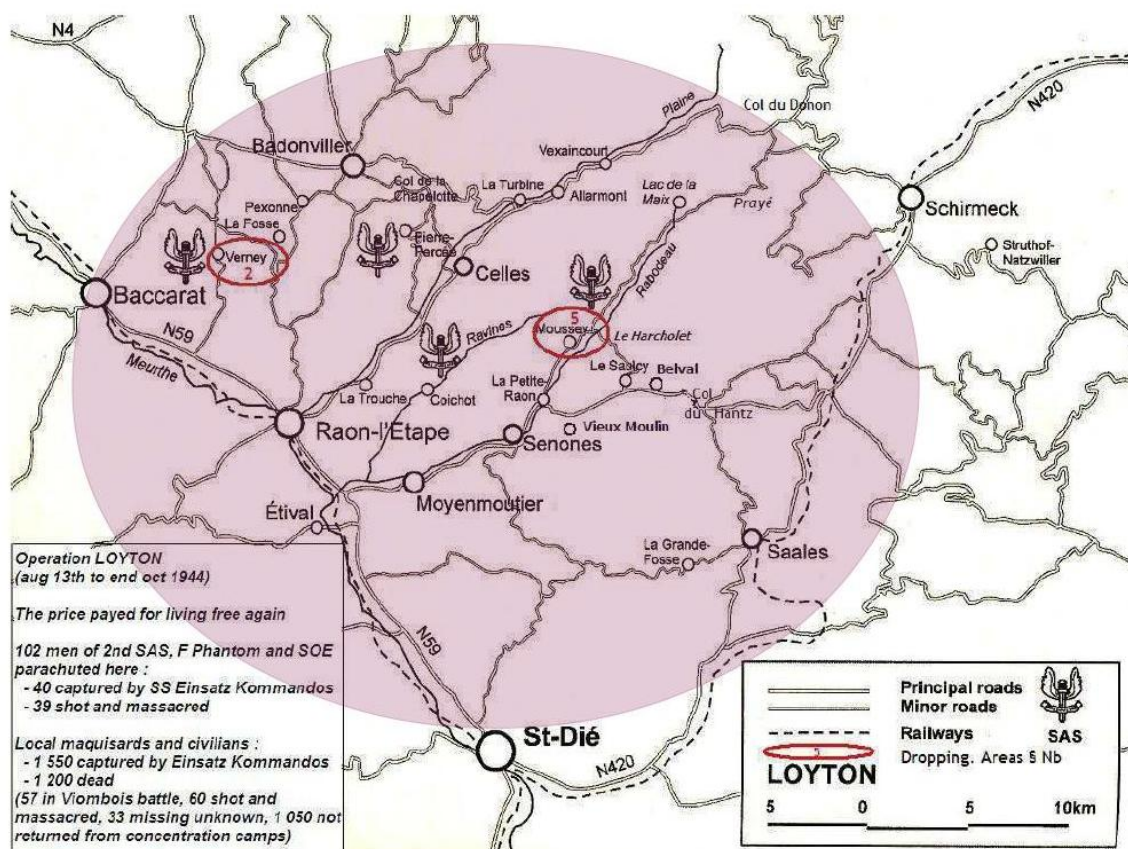 N4
N420
Col du Donon
Plaine
Badonviller
Vexaincourt
Col de la
Chapelotte
La Turbine
Allarmont
Lac de la
Maix
Prayé
Schirmeck
Pexonne
La Fosse
Pierre-
Percée
Struthof-
Natzwiller
Verney
2
Celles
Rabodeau
Baccarat
5
Ravines
Moussey
Le Harcholet
N59
Meurthe
Le Saulcy
Belval
La Petite-
Raon
Col
du Hantz
La Trouche
Coichot
Raon-l'Etape
Vieux Moulin
Senones
Moyenmoutier
Étival
Saales
La Grande-
Fosse
N59
St-Dié
N420
Operation LOYTON
(aug 13th to end oct 1944)
The price payed for living free again
102 men of 2nd SAS, F Phantom and SOE
parachuted here :
- 40 captured by SS Einsatz Kommandos
- 39 shot and massacred
Local maquisards and civilians :
- 1 550 captured by Einsatz Kommandos
- 1 200 dead
(57 in Viombois battle, 60 shot and
massacred, 33 missing unknown, 1 050 not
returned from concentration camps)
Principal roads
Minor roads
Railways
SAS
5
Dropping. Areas § Nb
LOYTON
5 0 5 10km